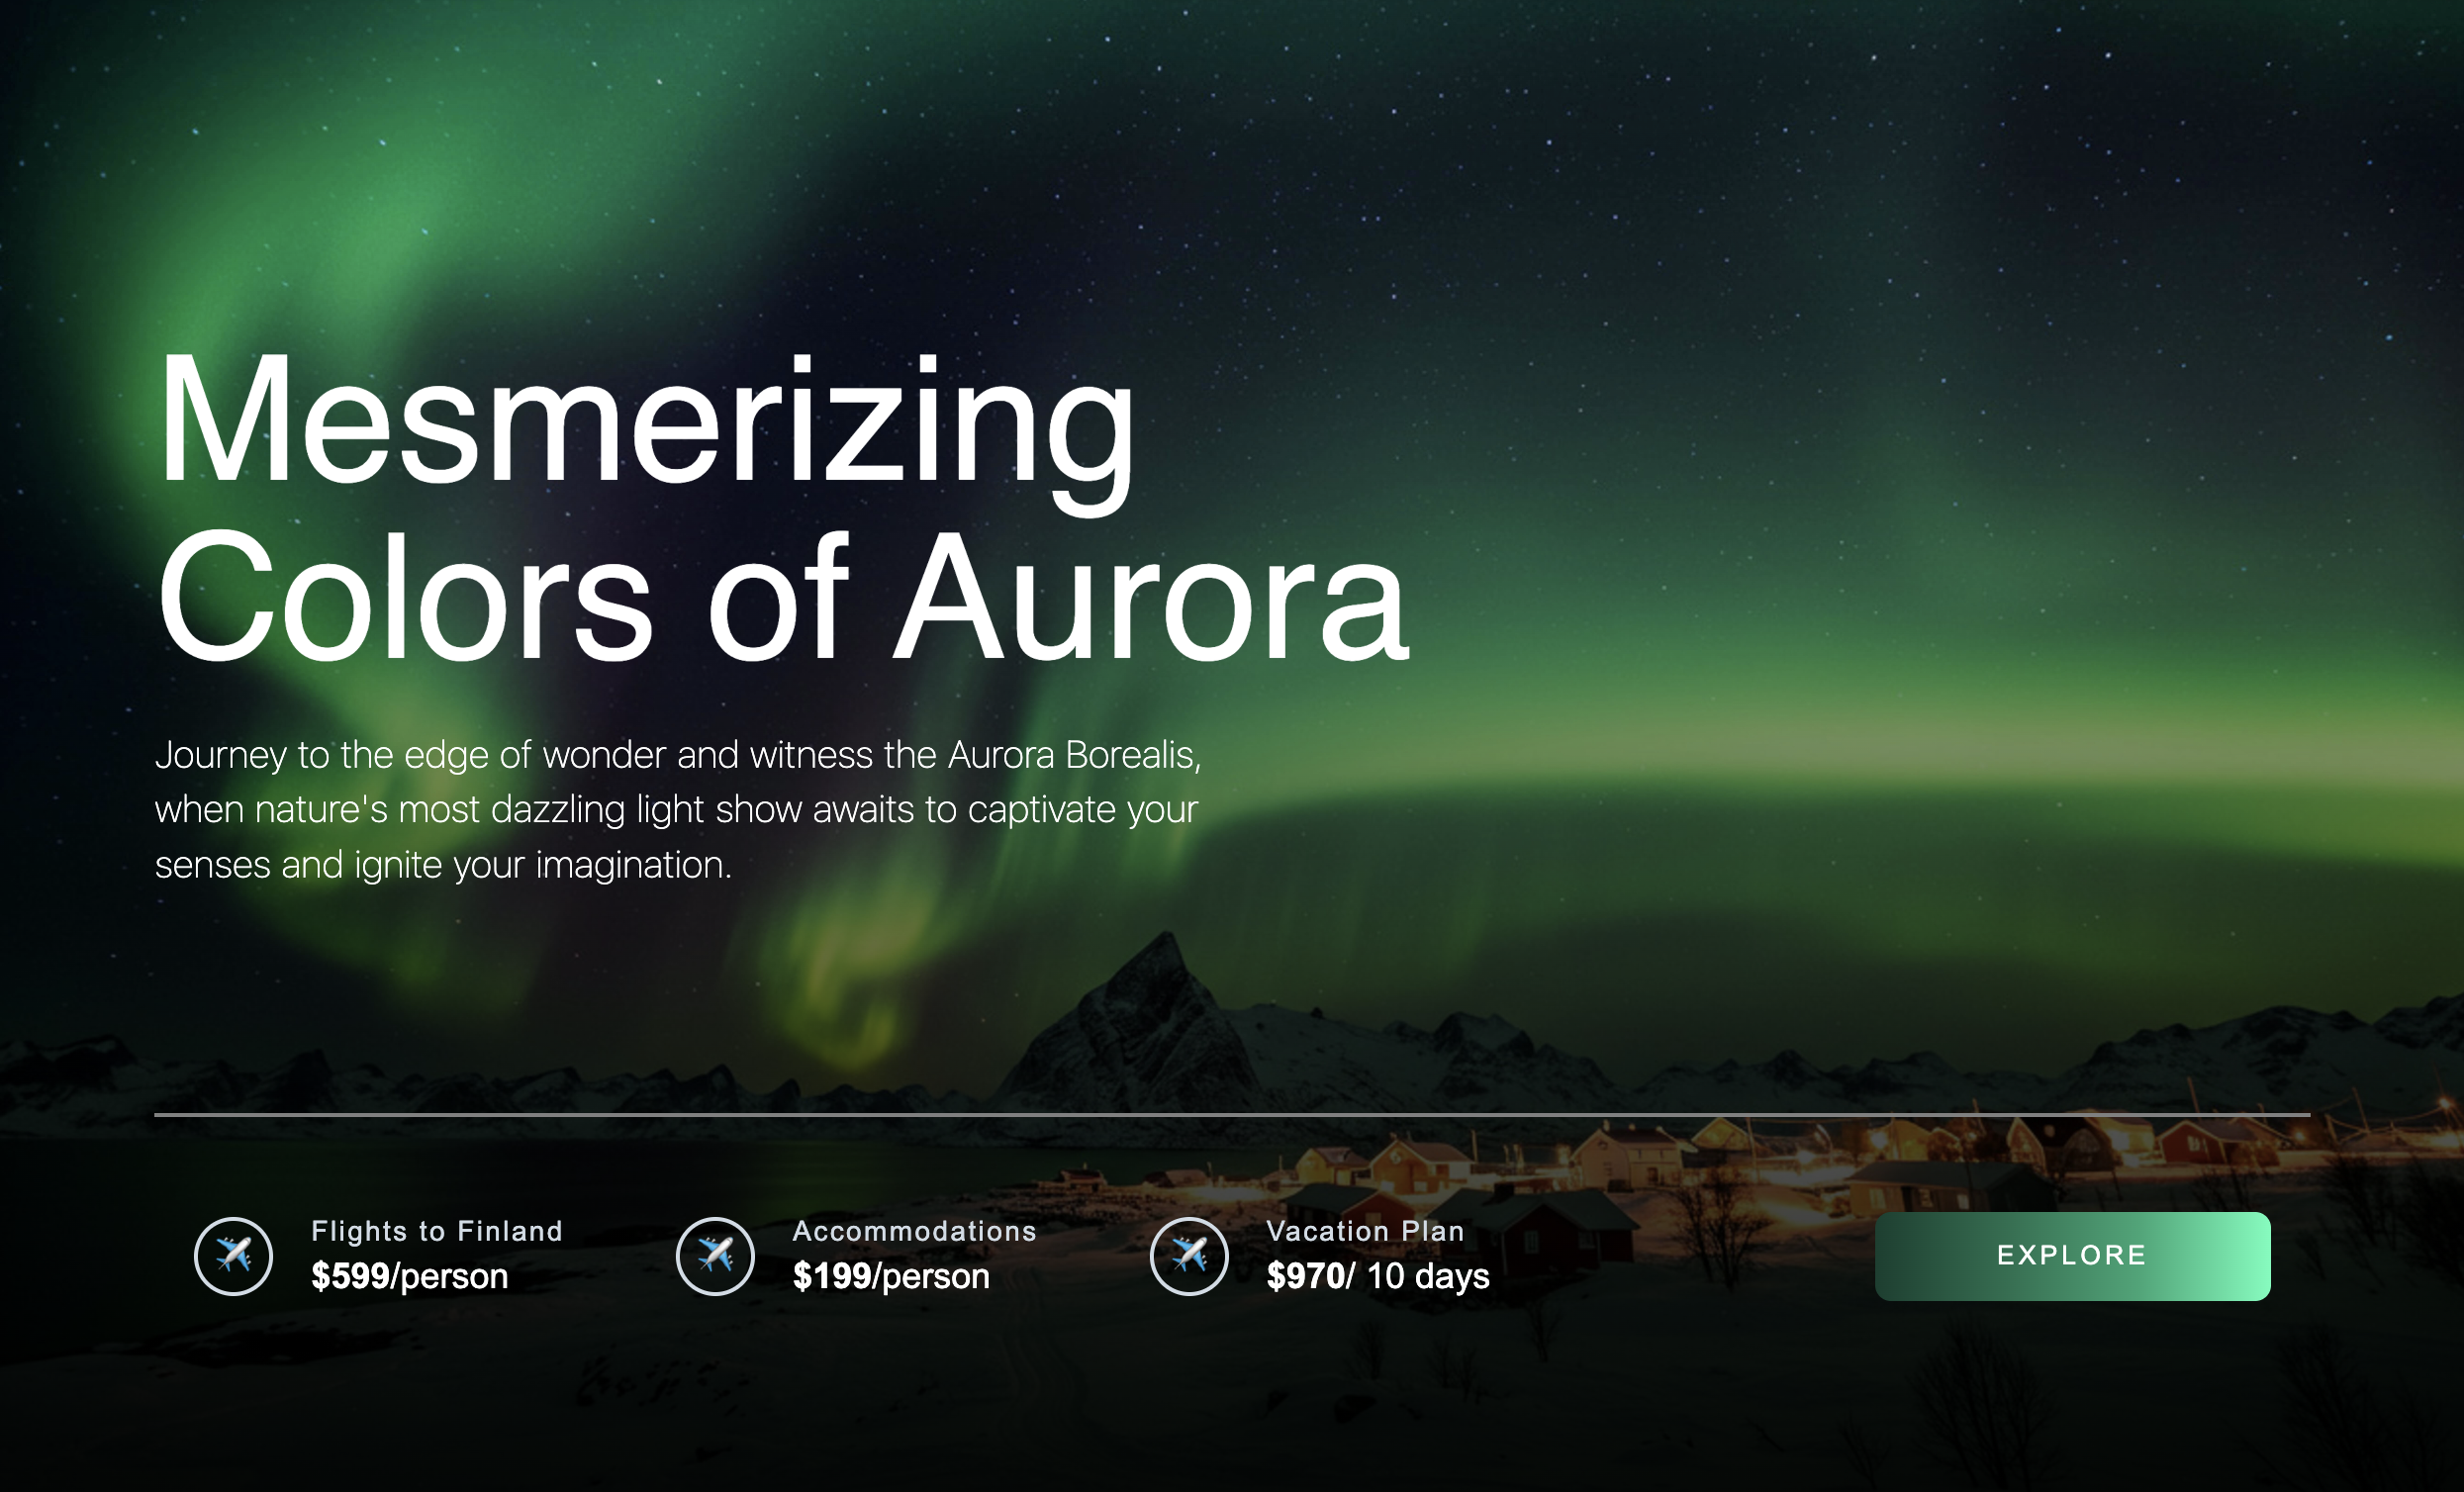 Mesmerizing
Colors of Aurora
Journey to the edge of wonder and witness the Aurora Borealis,
when nature's most dazzling light show awaits to captivate your
senses and ignite your imagination.
Flights to Finland
$599/person
Accommodations
$199/person
Vacation Plan
$970/ 10 days
EXPLORE